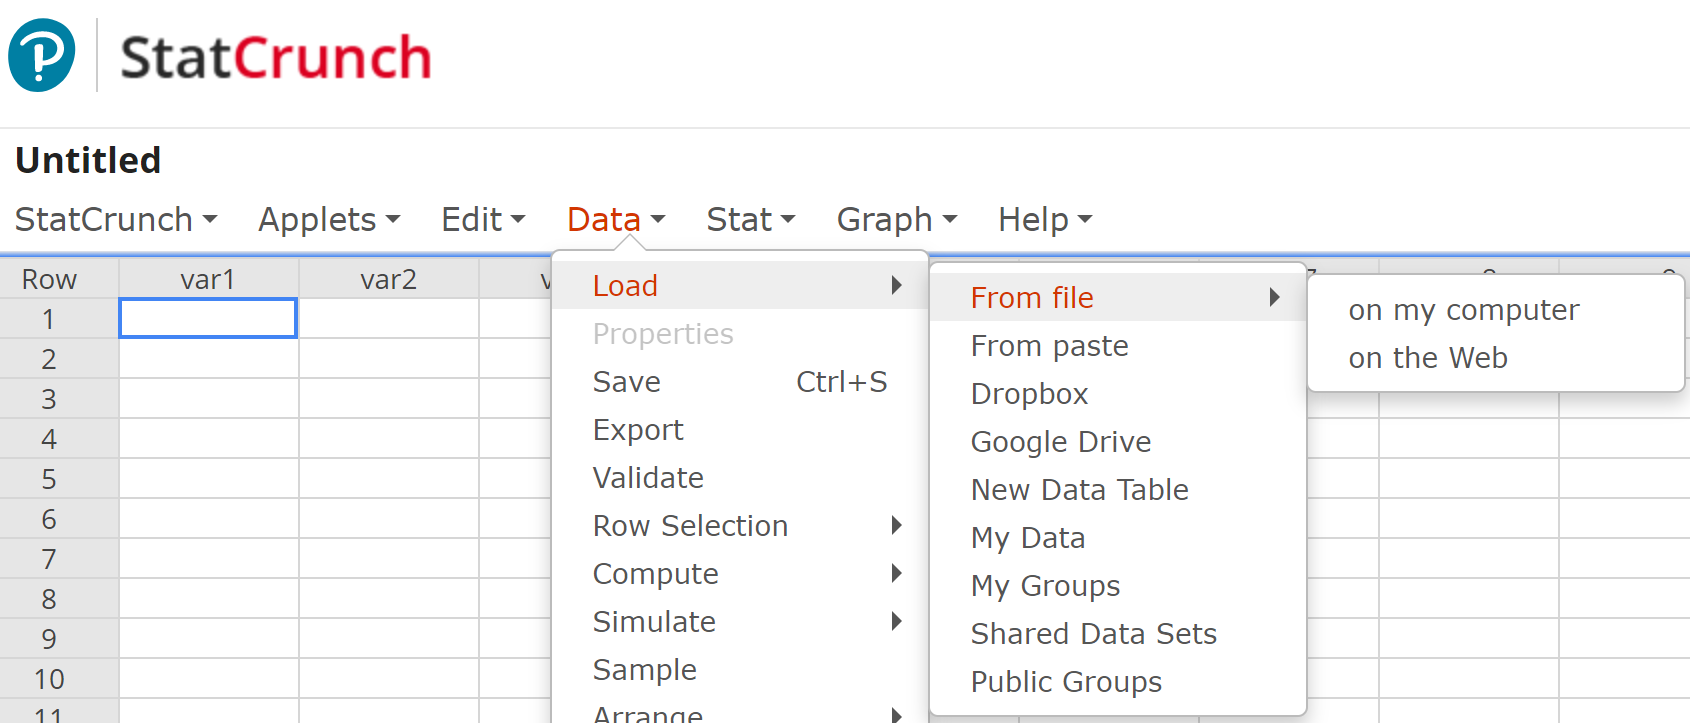 StatCrunch
Untitled
StatCrunch Applets Edit Data Stat Graph Help
Row var1 var2
1
2
3
4
5
6
7
8
9
10
11
Load
Properties
Save Ctrl+S
Export
Validate
Row Selection
Compute
Simulate
Sample
Arrange
From file
From paste
Dropbox
Google Drive
New Data Table
My Data
My Groups
Shared Data Sets
Public Groups
on my computer
on the Web